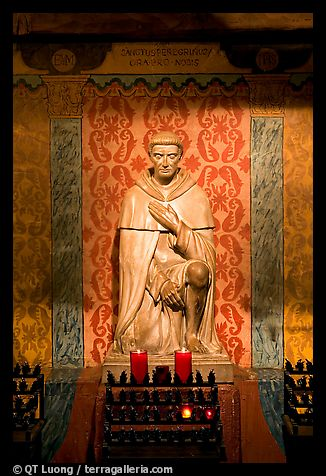 SANCTUS PEREGRINUS
ORA PRO NOBIS
© QT Luong / terragalleria.com